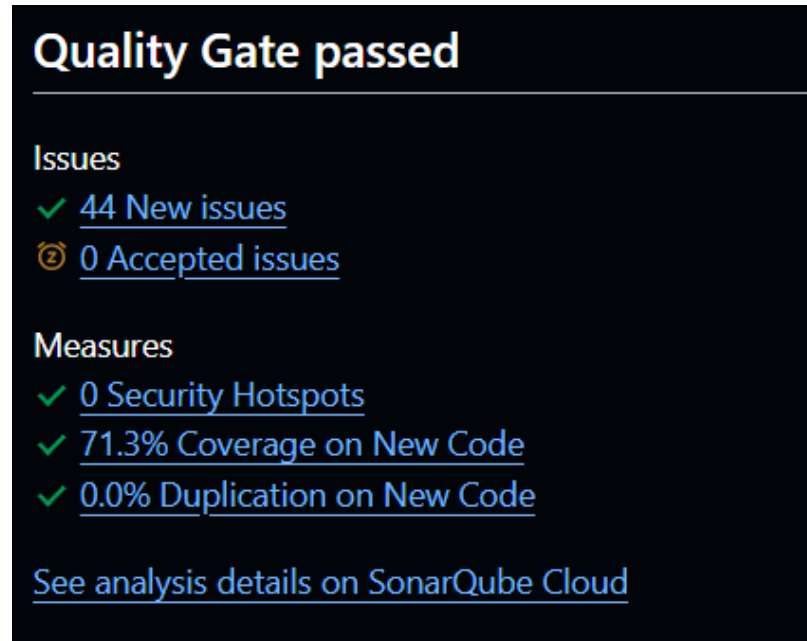 Quality Gate passed
Issues
44 New issues
0 Accepted issues
Measures
0 Security Hotspots
71.3% Coverage on New Code
0.0% Duplication on New Code
See analysis details on SonarQube Cloud